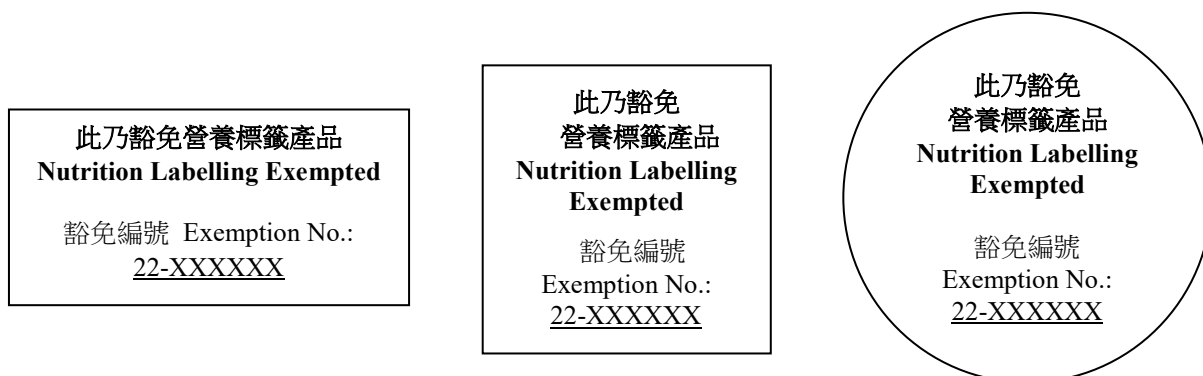 此乃豁免營養標籤產品
Nutrition Labelling Exempted
豁免編號 Exemption No.:
22-XXXXXX
此乃豁免
營養標籤產品
Nutrition Labelling
Exempted
豁免編號
Exemption No.:
22-XXXXXX
此乃豁免
營養標籤產品
Nutrition Labelling
Exempted
豁免編號
Exemption No.:
22-XXXXXX